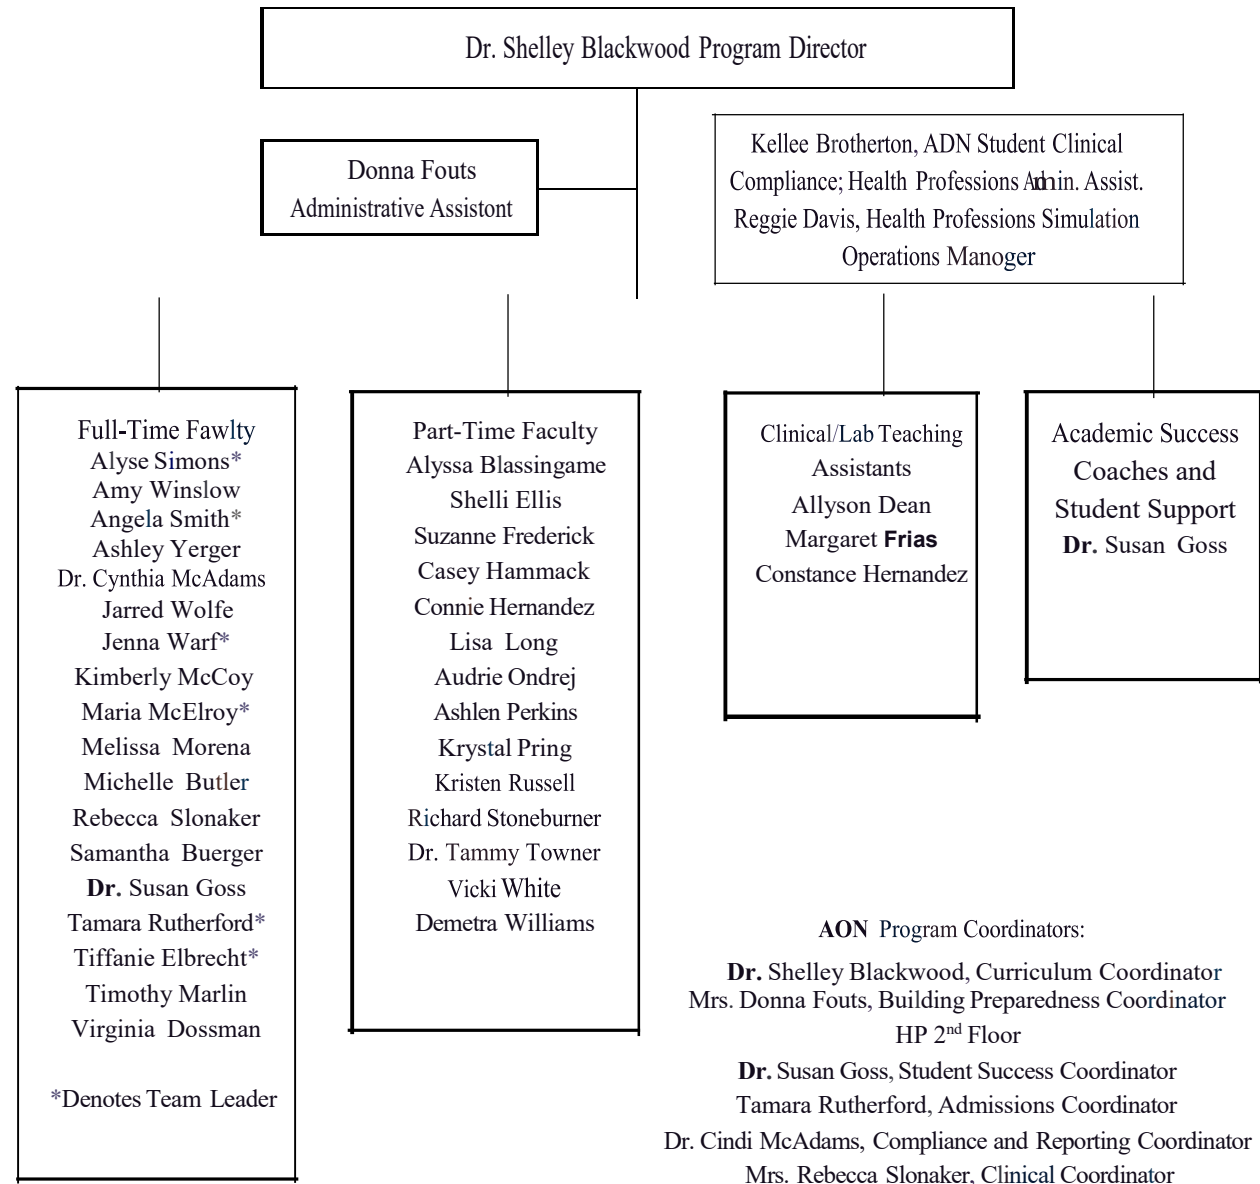 Dr. Shelley Blackwood Program Director
Donna Fouts
Administrative Assistont
Kellee Brotherton, ADN Student Clinical
Compliance; Health Professions Admin. Assist.
Reggie Davis, Health Professions Simulation
Operations Manoger
Full-Time Fawlty
Alyse Simons*
Amy Winslow
Angela Smith*
Ashley Yerger
Dr. Cynthia McAdams
Jarred Wolfe
Jenna Warf*
Kimberly McCoy
Maria McElroy*
Melissa Morena
Michelle Butler
Rebecca Slonaker
Samantha Buerger
Dr. Susan Goss
Tamara Rutherford*
Tiffanie Elbrecht*
Timothy Marlin
Virginia Dossman
*Denotes Team Leader
Part-Time Faculty
Alyssa Blassingame
Shelli Ellis
Suzanne Frederick
Casey Hammack
Connie Hernandez
Lisa Long
Audrie Ondrej
Ashlen Perkins
Krystal Pring
Kristen Russell
Richard Stoneburner
Dr. Tammy Towner
Vicki White
Demetra Williams
Clinical/Lab Teaching
Assistants
Allyson Dean
Margaret Frias
Constance Hernandez
Academic Success
Coaches and
Student Support
Dr. Susan Goss
AON Program Coordinators:
Dr. Shelley Blackwood, Curriculum Coordinator
Mrs. Donna Fouts, Building Preparedness Coordinator
HP 2nd Floor
Dr. Susan Goss, Student Success Coordinator
Tamara Rutherford, Admissions Coordinator
Dr. Cindi McAdams, Compliance and Reporting Coordinator
Mrs. Rebecca Slonaker, Clinical Coordinator